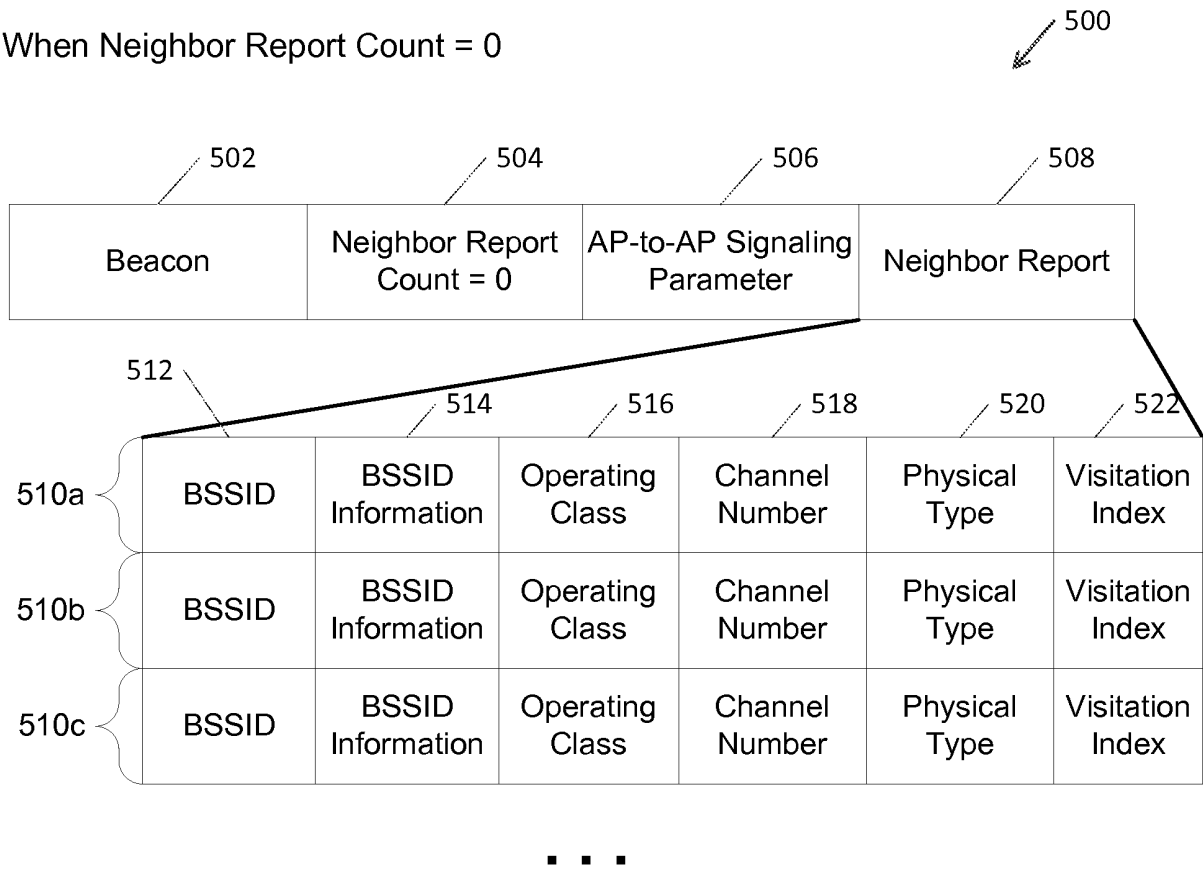 When Neighbor Report Count = 0
500
502
504
506
508
Beacon
Neighbor Report
Count = 0
AP-to-AP Signaling
Parameter
Neighbor Report
512
514
516
518
520
522
510a
BSSID
BSSID
Information
Operating
Class
Channel
Number
Physical
Type
Visitation
Index
510b
BSSID
BSSID
Information
Operating
Class
Channel
Number
Physical
Type
Visitation
Index
510c
BSSID
BSSID
Information
Operating
Class
Channel
Number
Physical
Type
Visitation
Index
. . .